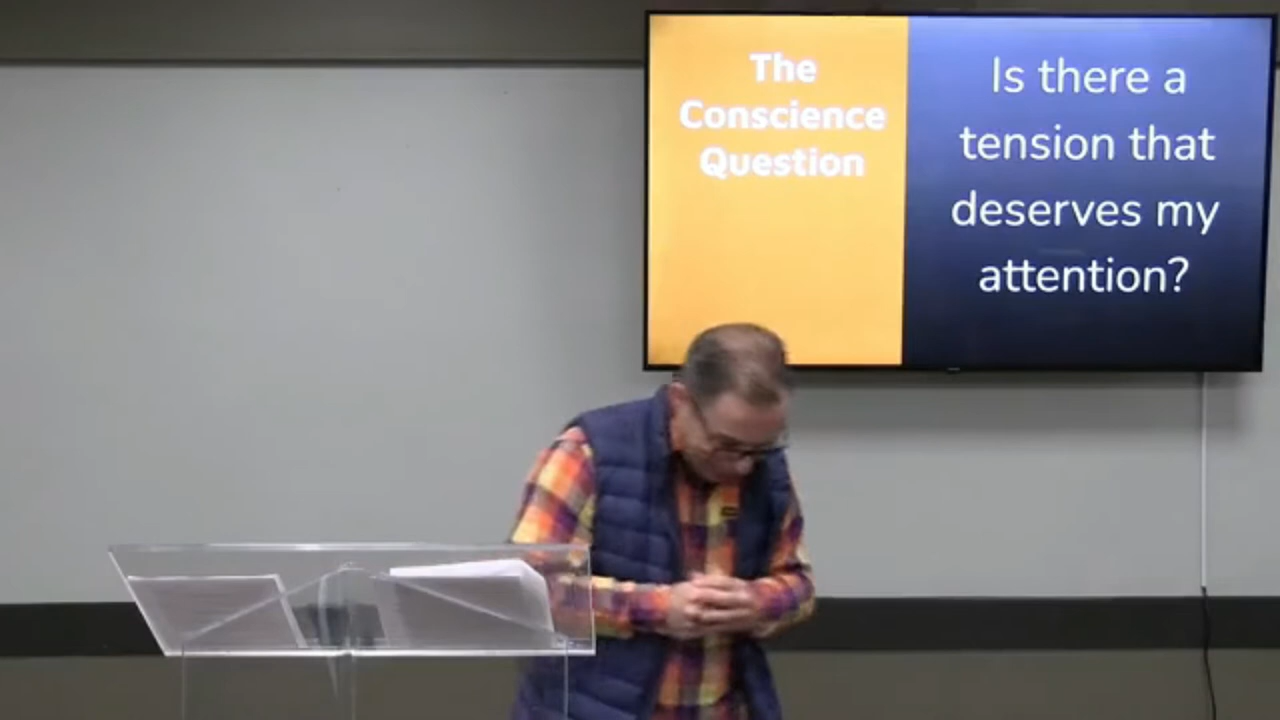 The
Conscience
Question
Is there a
tension that
deserves my
attention?